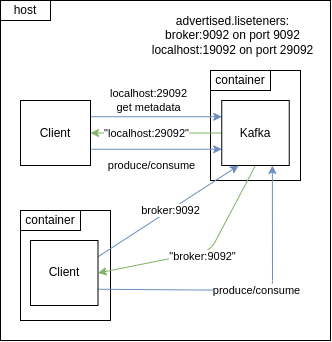 host
advertised.liseteners:
broker:9092 on port 9092
localhost:19092 on port 29092
container
localhost:29092
get metadata
Client
"localhost:29092"
Kafka
produce/consume
container
broker:9092
Client
"broker:9092"
produce/consume